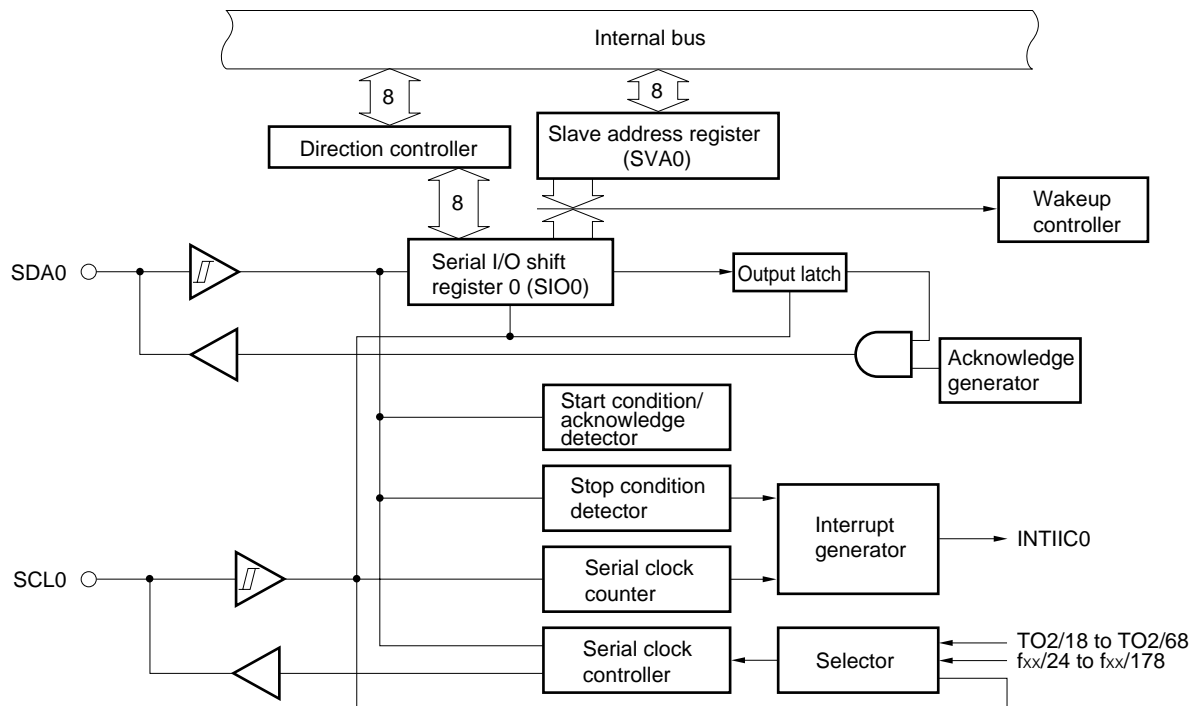 Internal bus
8
8
Direction controller
Slave address register
(SVA0)
8
Wakeup
controller
SDA0
Serial I/O shift
register 0 (SIO0)
Output latch
Acknowledge
generator
Start condition/
acknowledge
detector
Stop condition
detector
Interrupt
generator
INTIIC0
SCL0
Serial clock
counter
Serial clock
controller
Selector
TO2/18 to TO2/68
fxx/24 to fxx/178